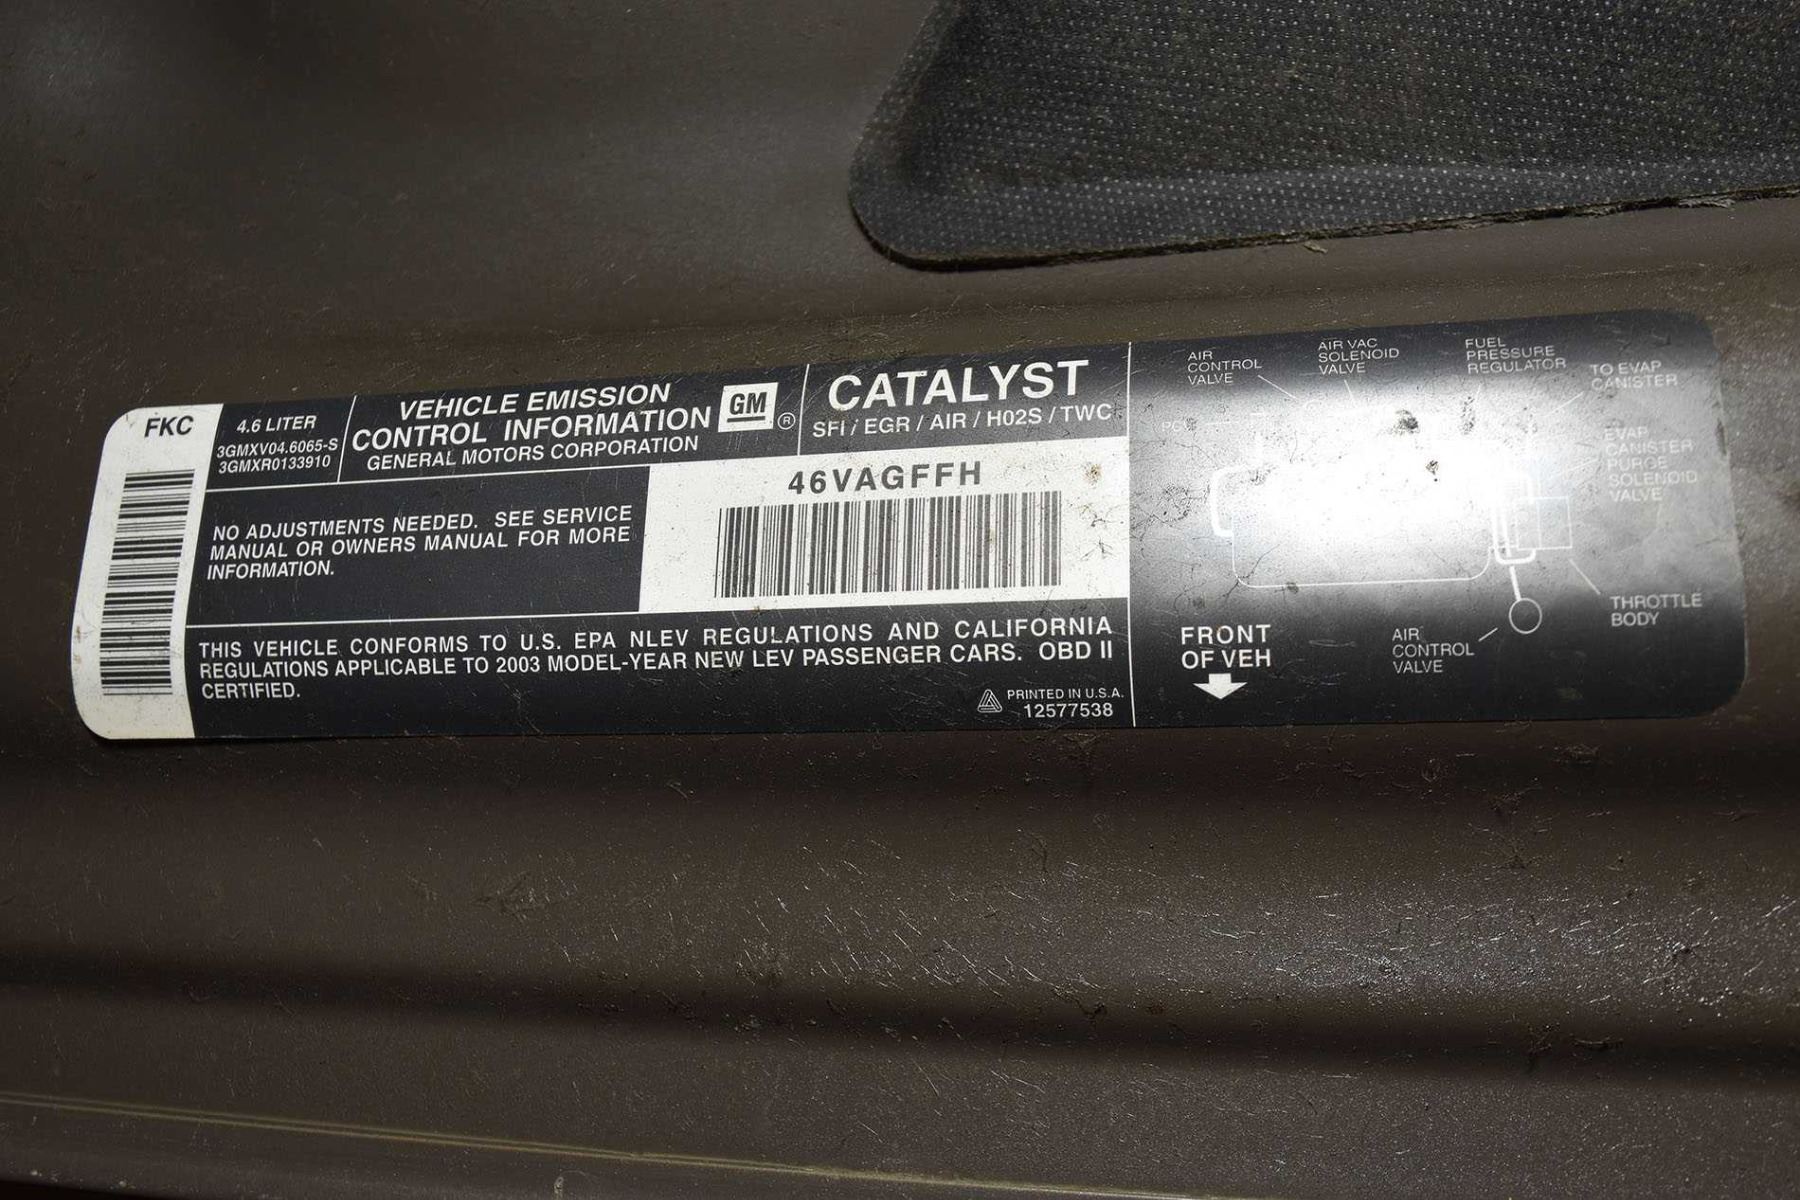 FKC
4.6 LITER
3GMXV04.6065-S
3GMXR0133910
VEHICLE EMISSION
CONTROL INFORMATION
GENERAL MOTORS CORPORATION
GM
®
CATALYST
SFI / EGR / AIR / H02S / TWC
NO ADJUSTMENTS NEEDED. SEE SERVICE
MANUAL OR OWNERS MANUAL FOR MORE
INFORMATION.
46VAGFFH
THIS VEHICLE CONFORMS TO U.S. EPA NLEV REGULATIONS AND CALIFORNIA
REGULATIONS APPLICABLE TO 2003 MODEL-YEAR NEW LEV PASSENGER CARS. OBD II
CERTIFIED.
PRINTED IN U.S.A.
12577538
AIR
CONTROL
VALVE
AIR VAC
SOLENOID
VALVE
FUEL
PRESSURE
REGULATOR
TO EVAP
CANISTER
EVAP
CANISTER
PURGE
SOLENOID
VALVE
THROTTLE
BODY
AIR
CONTROL
VALVE
FRONT
OF VEH